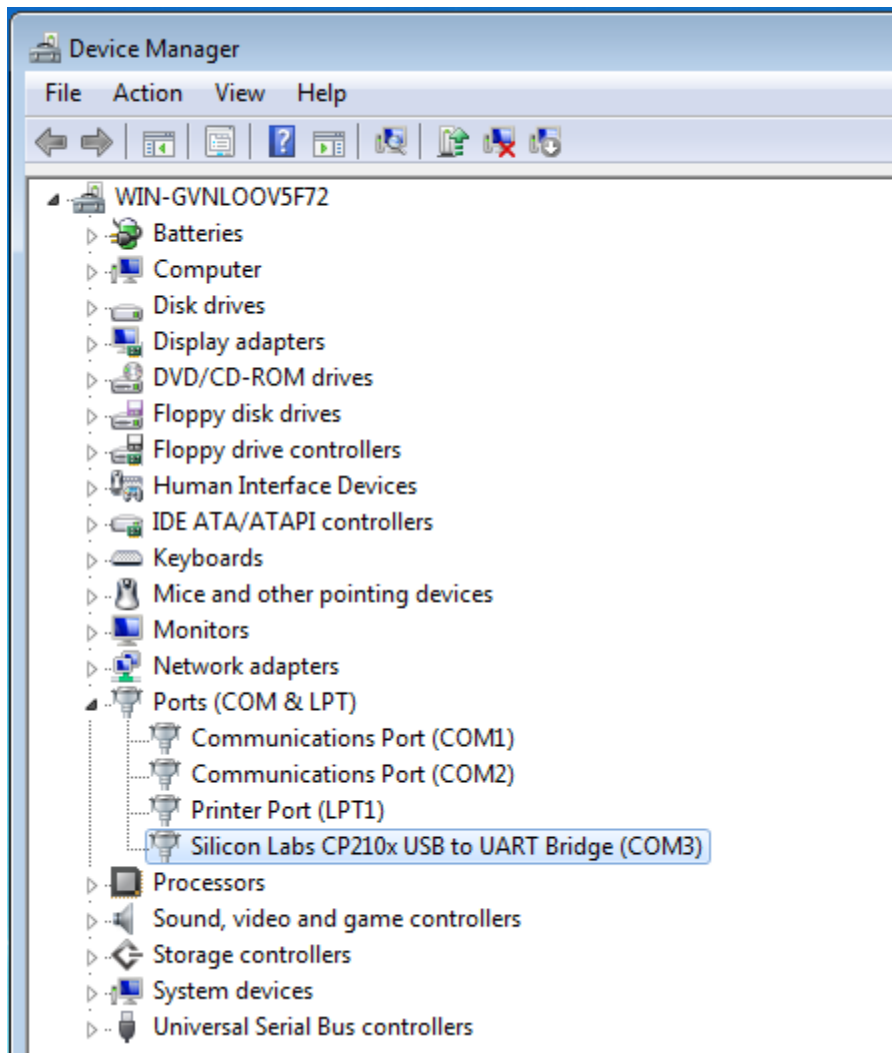 Device Manager
File Action View Help
WIN-GVNLOOV5F72
Batteries
Computer
Disk drives
Display adapters
DVD/CD-ROM drives
Floppy disk drives
Floppy drive controllers
Human Interface Devices
IDE ATA/ATAPI controllers
Keyboards
Mice and other pointing devices
Monitors
Network adapters
Ports (COM & LPT)
Communications Port (COM1)
Communications Port (COM2)
Printer Port (LPT1)
Silicon Labs CP210x USB to UART Bridge (COM3)
Processors
Sound, video and game controllers
Storage controllers
System devices
Universal Serial Bus controllers